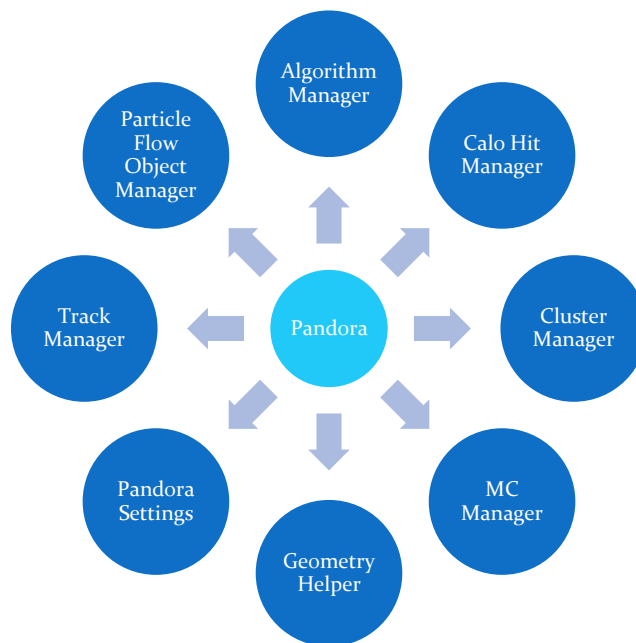 Algorithm
Manager
Particle
Flow
Object
Manager
Calo Hit
Manager
Track
Manager
Pandora
Cluster
Manager
Pandora
Settings
MC
Manager
Geometry
Helper